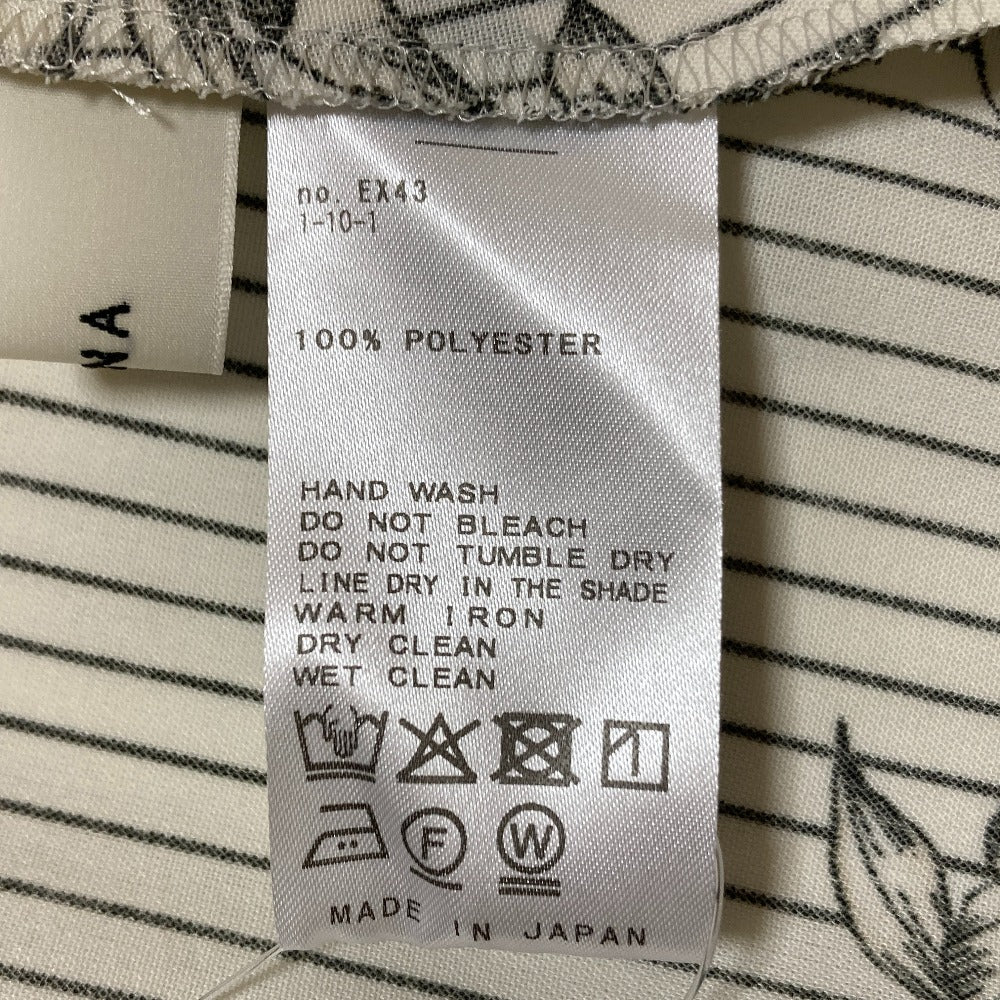 no. EX43
1-10-1
NA
100% POLYESTER
HAND WASH
DO NOT BLEACH
DO NOT TUMBLE DRY
LINE DRY IN THE SHADE
WARM IRON
DRY CLEAN
WET CLEAN
F W
MADE IN JAPAN